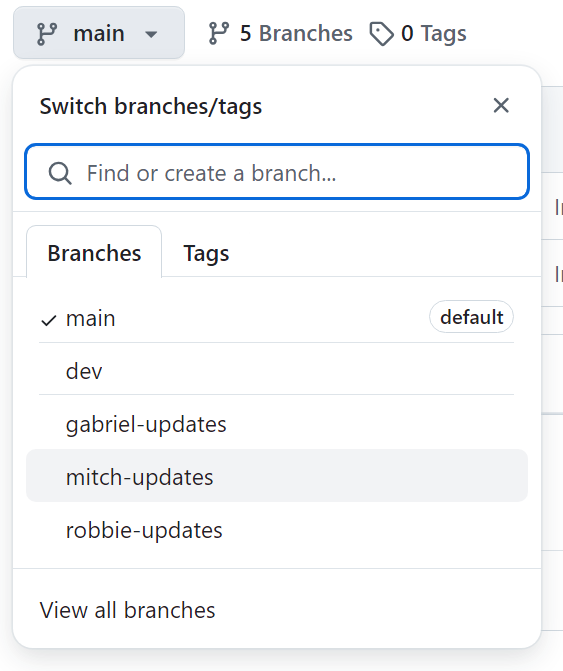 main 5 Branches 0 Tags
Switch branches/tags
Find or create a branch...
Branches Tags
main default
dev
gabriel-updates
mitch-updates
robbie-updates
View all branches